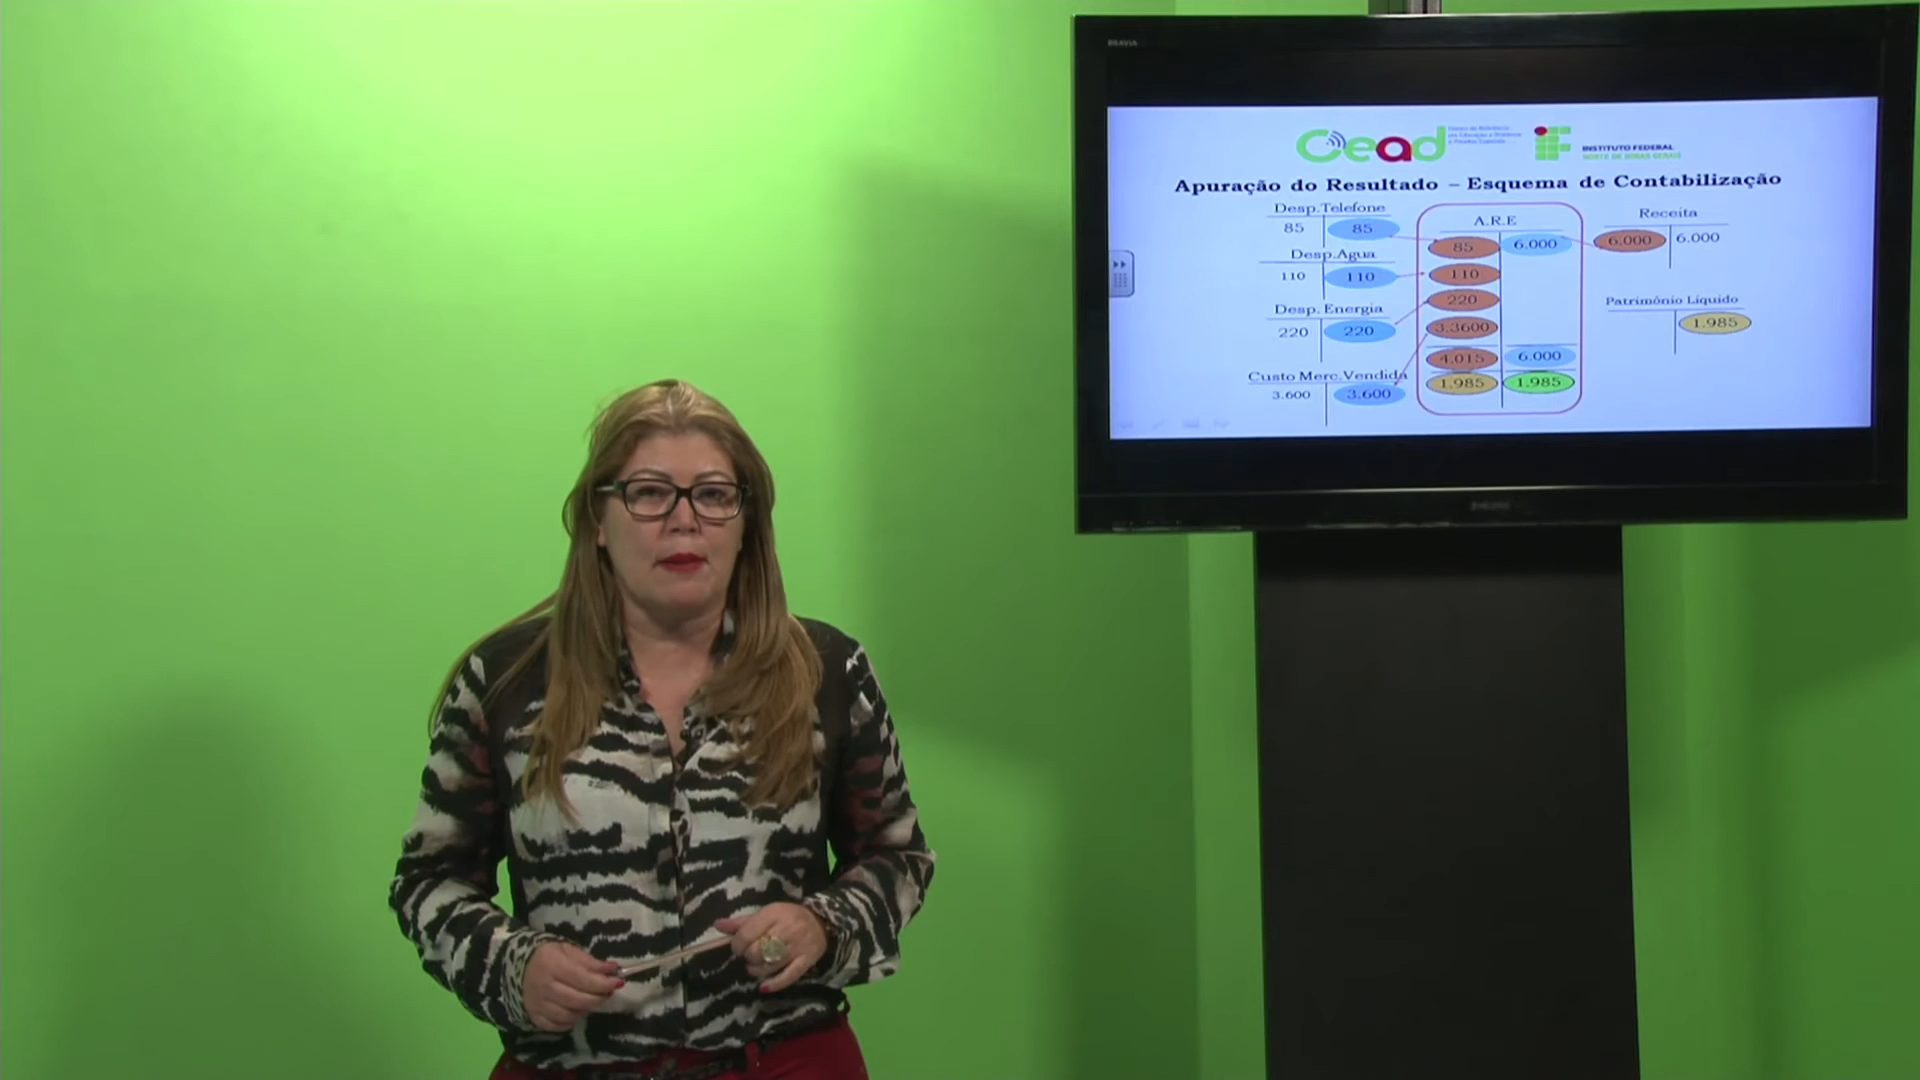 BRAVIA
Cead
INSTITUTO FEDERAL
NORTE DE MINAS GERAIS
Apuração do Resultado – Esquema de Contabilização
Desp.Telefone
85 85
Desp.Agua
110 110
Desp. Energia
220 220
Custo Merc.Vendida
3.600 3.600
A.R.E
85 6.000
110
220
3.3600
4.015 6.000
1.985 1.985
Receita
6.000 6.000
Patrimônio Líquido
1.985